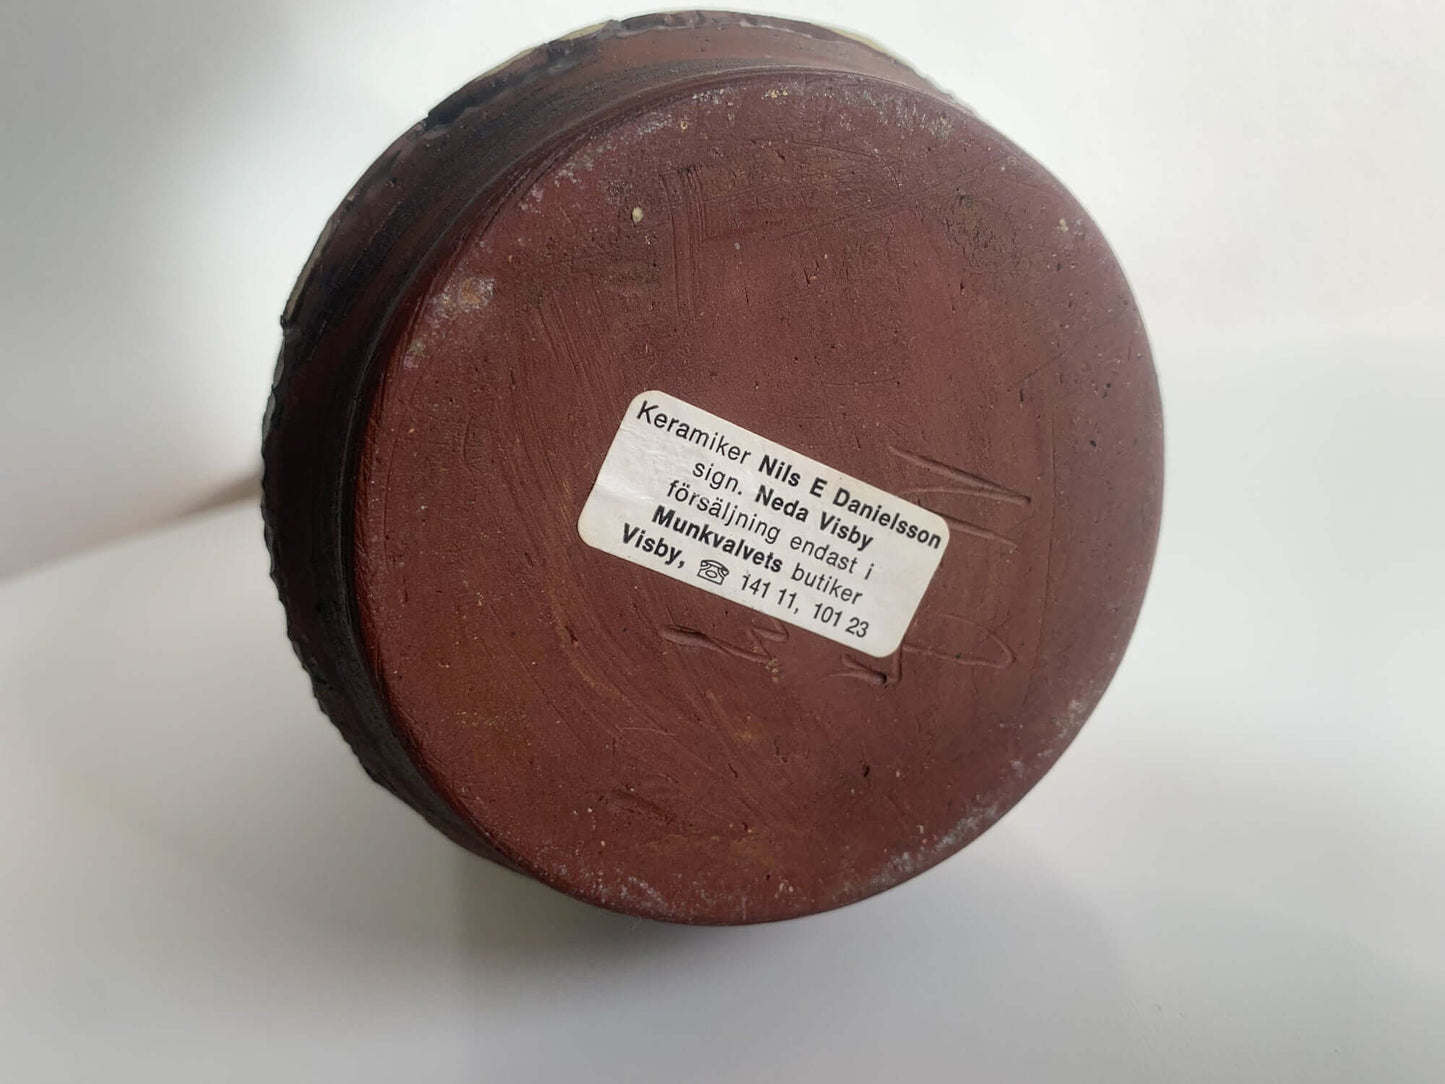 Keramiker Nils E Danielsson
sign. Neda Visby
försäljning endast i
Munkvalvets butiker
Visby, ☏ 141 11, 101 23